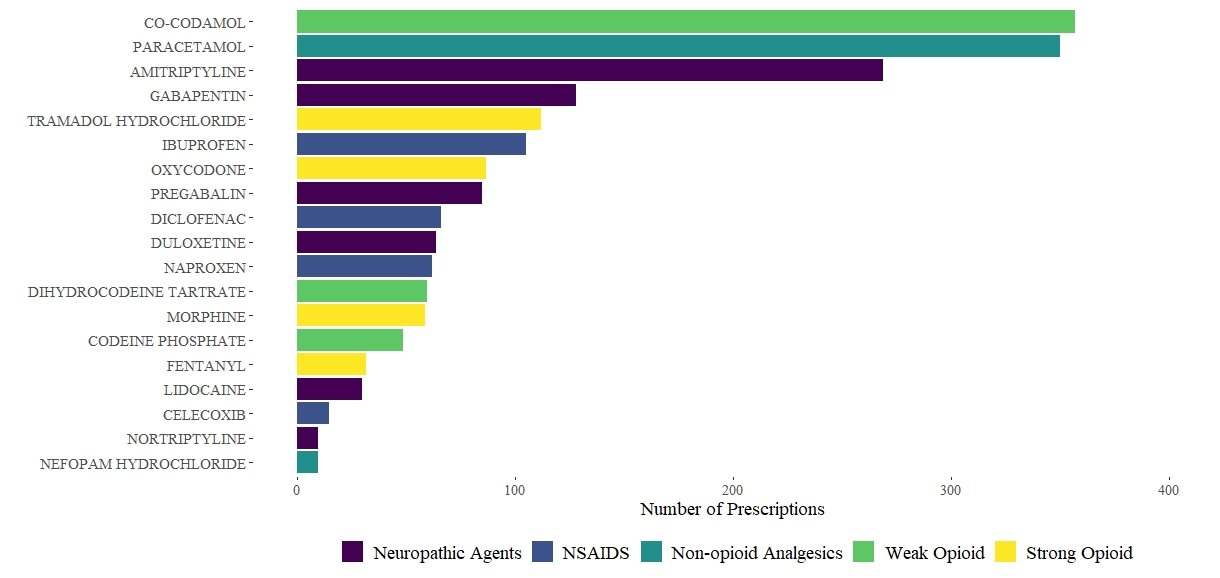 CO-CODAMOL
PARACETAMOL
AMITRIPTYLINE
GABAPENTIN
TRAMADOL HYDROCHLORIDE
IBUPROFEN
OXYCODONE
PREGABALIN
DICLOFENAC
DULOXETINE
NAPROXEN
DIHYDROCODEINE TARTRATE
MORPHINE
CODEINE PHOSPHATE
FENTANYL
LIDOCAINE
CELECOXIB
NORTRIPTYLINE
NEFOPAM HYDROCHLORIDE
0 100 200 300 400
Number of Prescriptions
Neuropathic Agents NSAIDS Non-opioid Analgesics Weak Opioid Strong Opioid